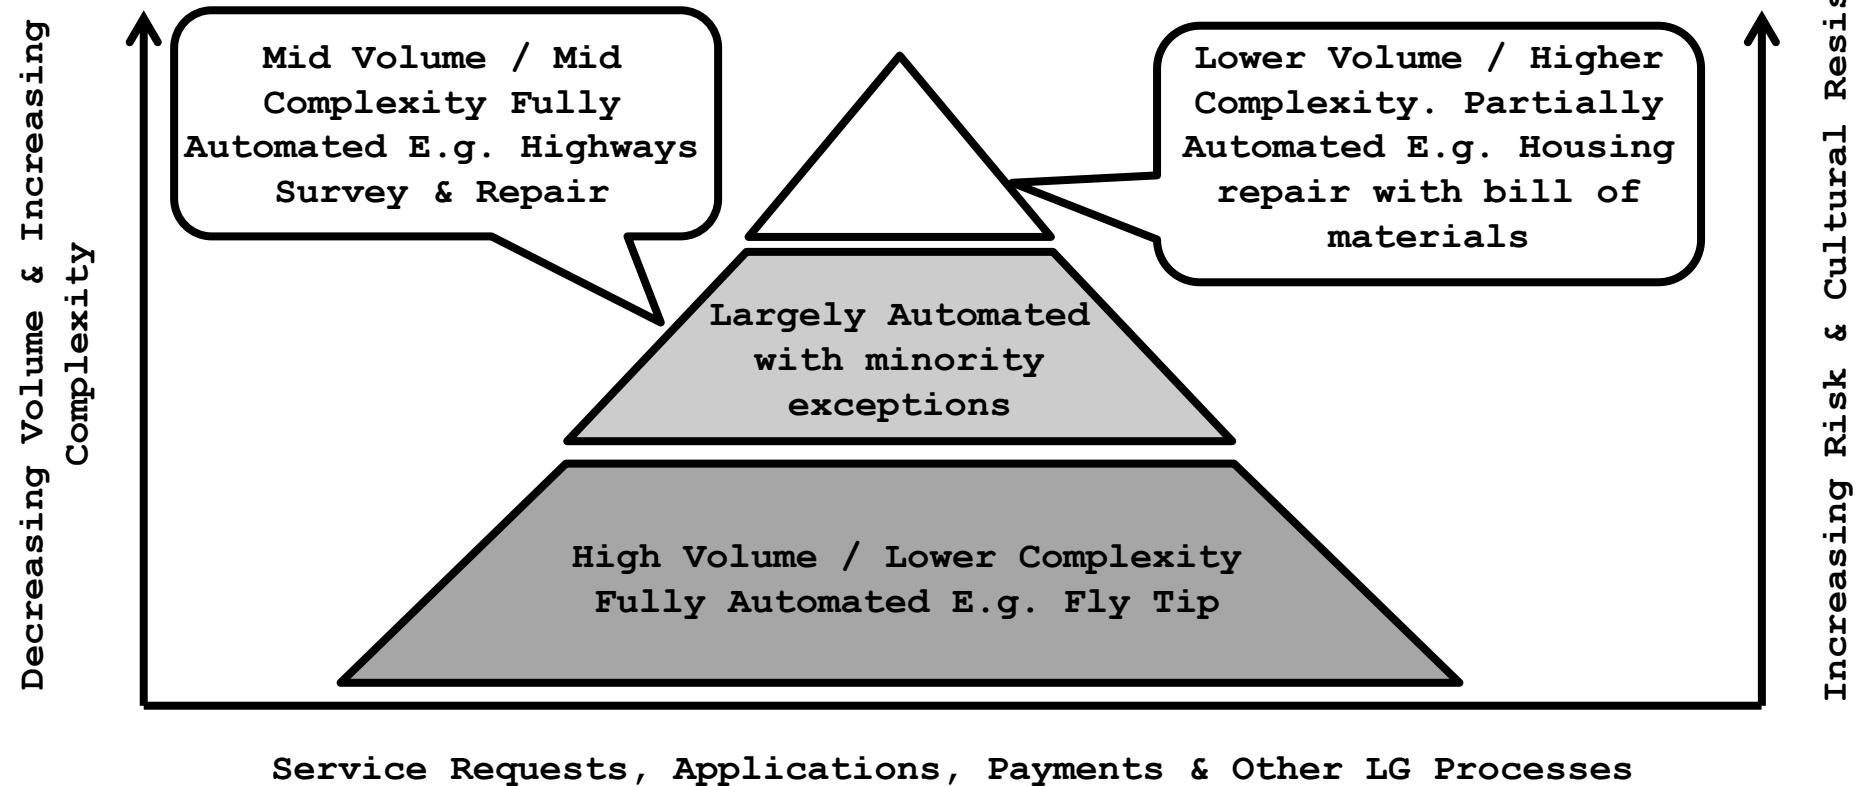 Decreasing Volume & Increasing
Complexity
Mid Volume / Mid
Complexity Fully
Automated E.g. Highways
Survey & Repair
Lower Volume / Higher
Complexity. Partially
Automated E.g. Housing
repair with bill of
materials
Largely Automated
with minority
exceptions
High Volume / Lower Complexity
Fully Automated E.g. Fly Tip
Increasing Risk & Cultural
Service Requests, Applications, Payments & Other LG Processes